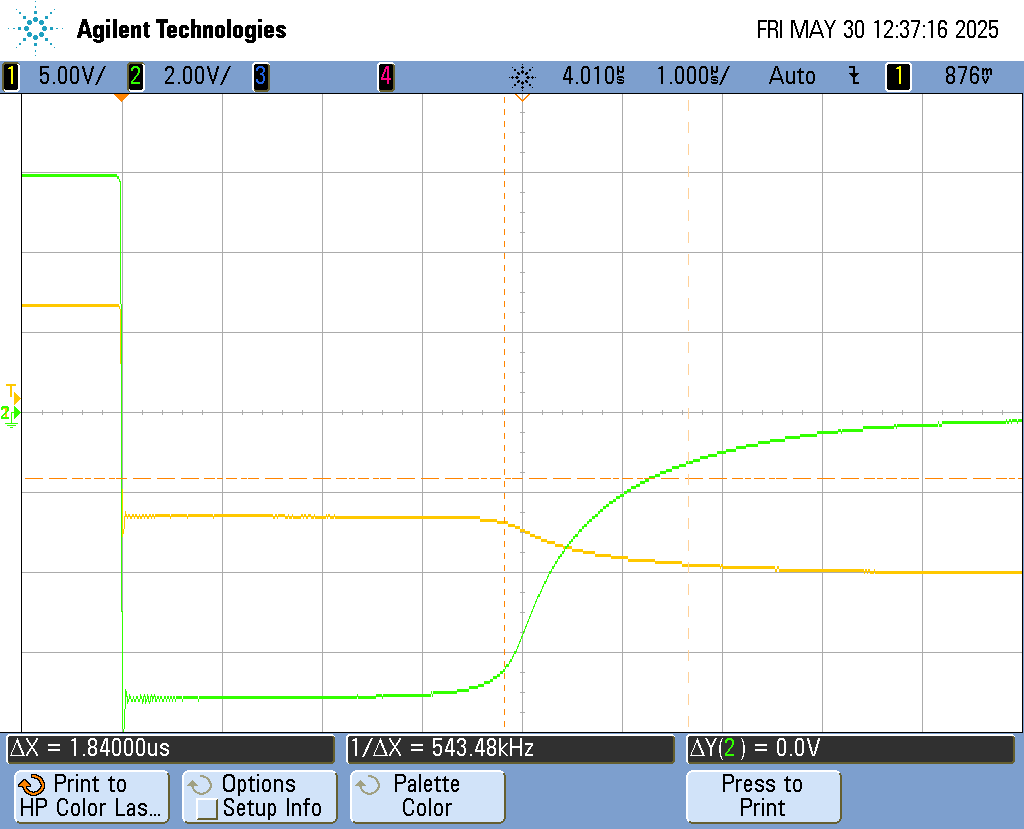 Agilent Technologies
FRI MAY 30 12:37:16 2025
1 5.00V/ 2 2.00V/ 3 4 4.010µs 1.000µs/ Auto 1 876mV
T
2
ΔX = 1.84000us 1/ΔX = 543.48kHz ΔY(2) = 0.0V
Print to
HP Color Las...
Options
Setup Info
Palette
Color
Press to
Print